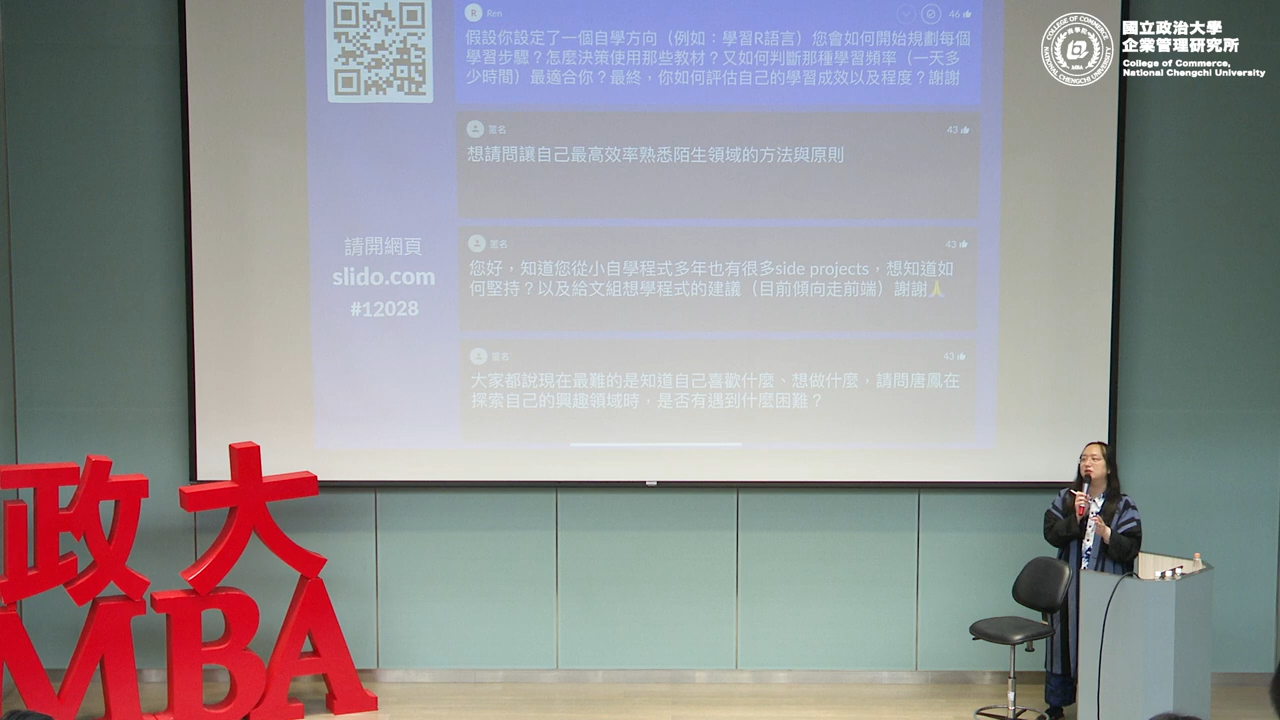 Ren
46
假設你設定了一個自學方向（例如：學習R語言）您會如何開始規劃每個
學習步驟？怎麼決策使用那些教材？又如何判斷那種學習頻率（一天多
少時間）最適合你？最終，你如何評估自己的學習成效以及程度？謝謝
匿名
43
想請問讓自己最高效率熟悉陌生領域的方法與原則
匿名
43
您好，知道您從小自學程式多年也有很多side projects，想知道如
何堅持？以及給文組想學程式的建議（目前傾向走前端）謝謝🙏
匿名
43
大家都說現在最難的是知道自己喜歡什麼、想做什麼，請問唐鳳在
探索自己的興趣領域時，是否有遇到什麼困難？
請開網頁
slido.com
#12028
國立政治大學
企業管理研究所
College of Commerce,
National Chengchi University
COLLEGE OF COMMERCE
NATIONAL CHENGCHI UNIVERSITY
MBA
政大
MBA